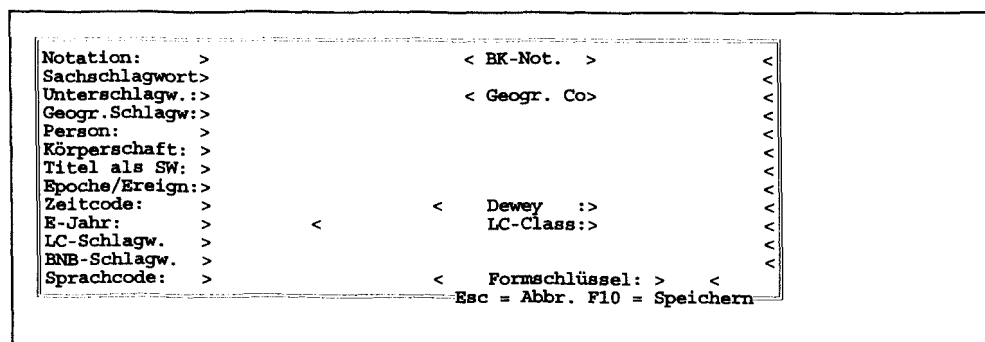 Notation: > < BK-Not. > <
Sachschlagwort> <
Unterschlagw.:> < Geogr. Co> <
Geogr.Schlagw:> <
Person: > <
Körperschaft: > <
Titel als SW: > <
Epoche/Ereign:> <
Zeitcode: > < Dewey :> <
E-Jahr: > < LC-Class:> <
LC-Schlagw. > <
BNB-Schlagw. > <
Sprachcode: > < Formschlüssel: > <
Esc = Abbr. F10 = Speichern